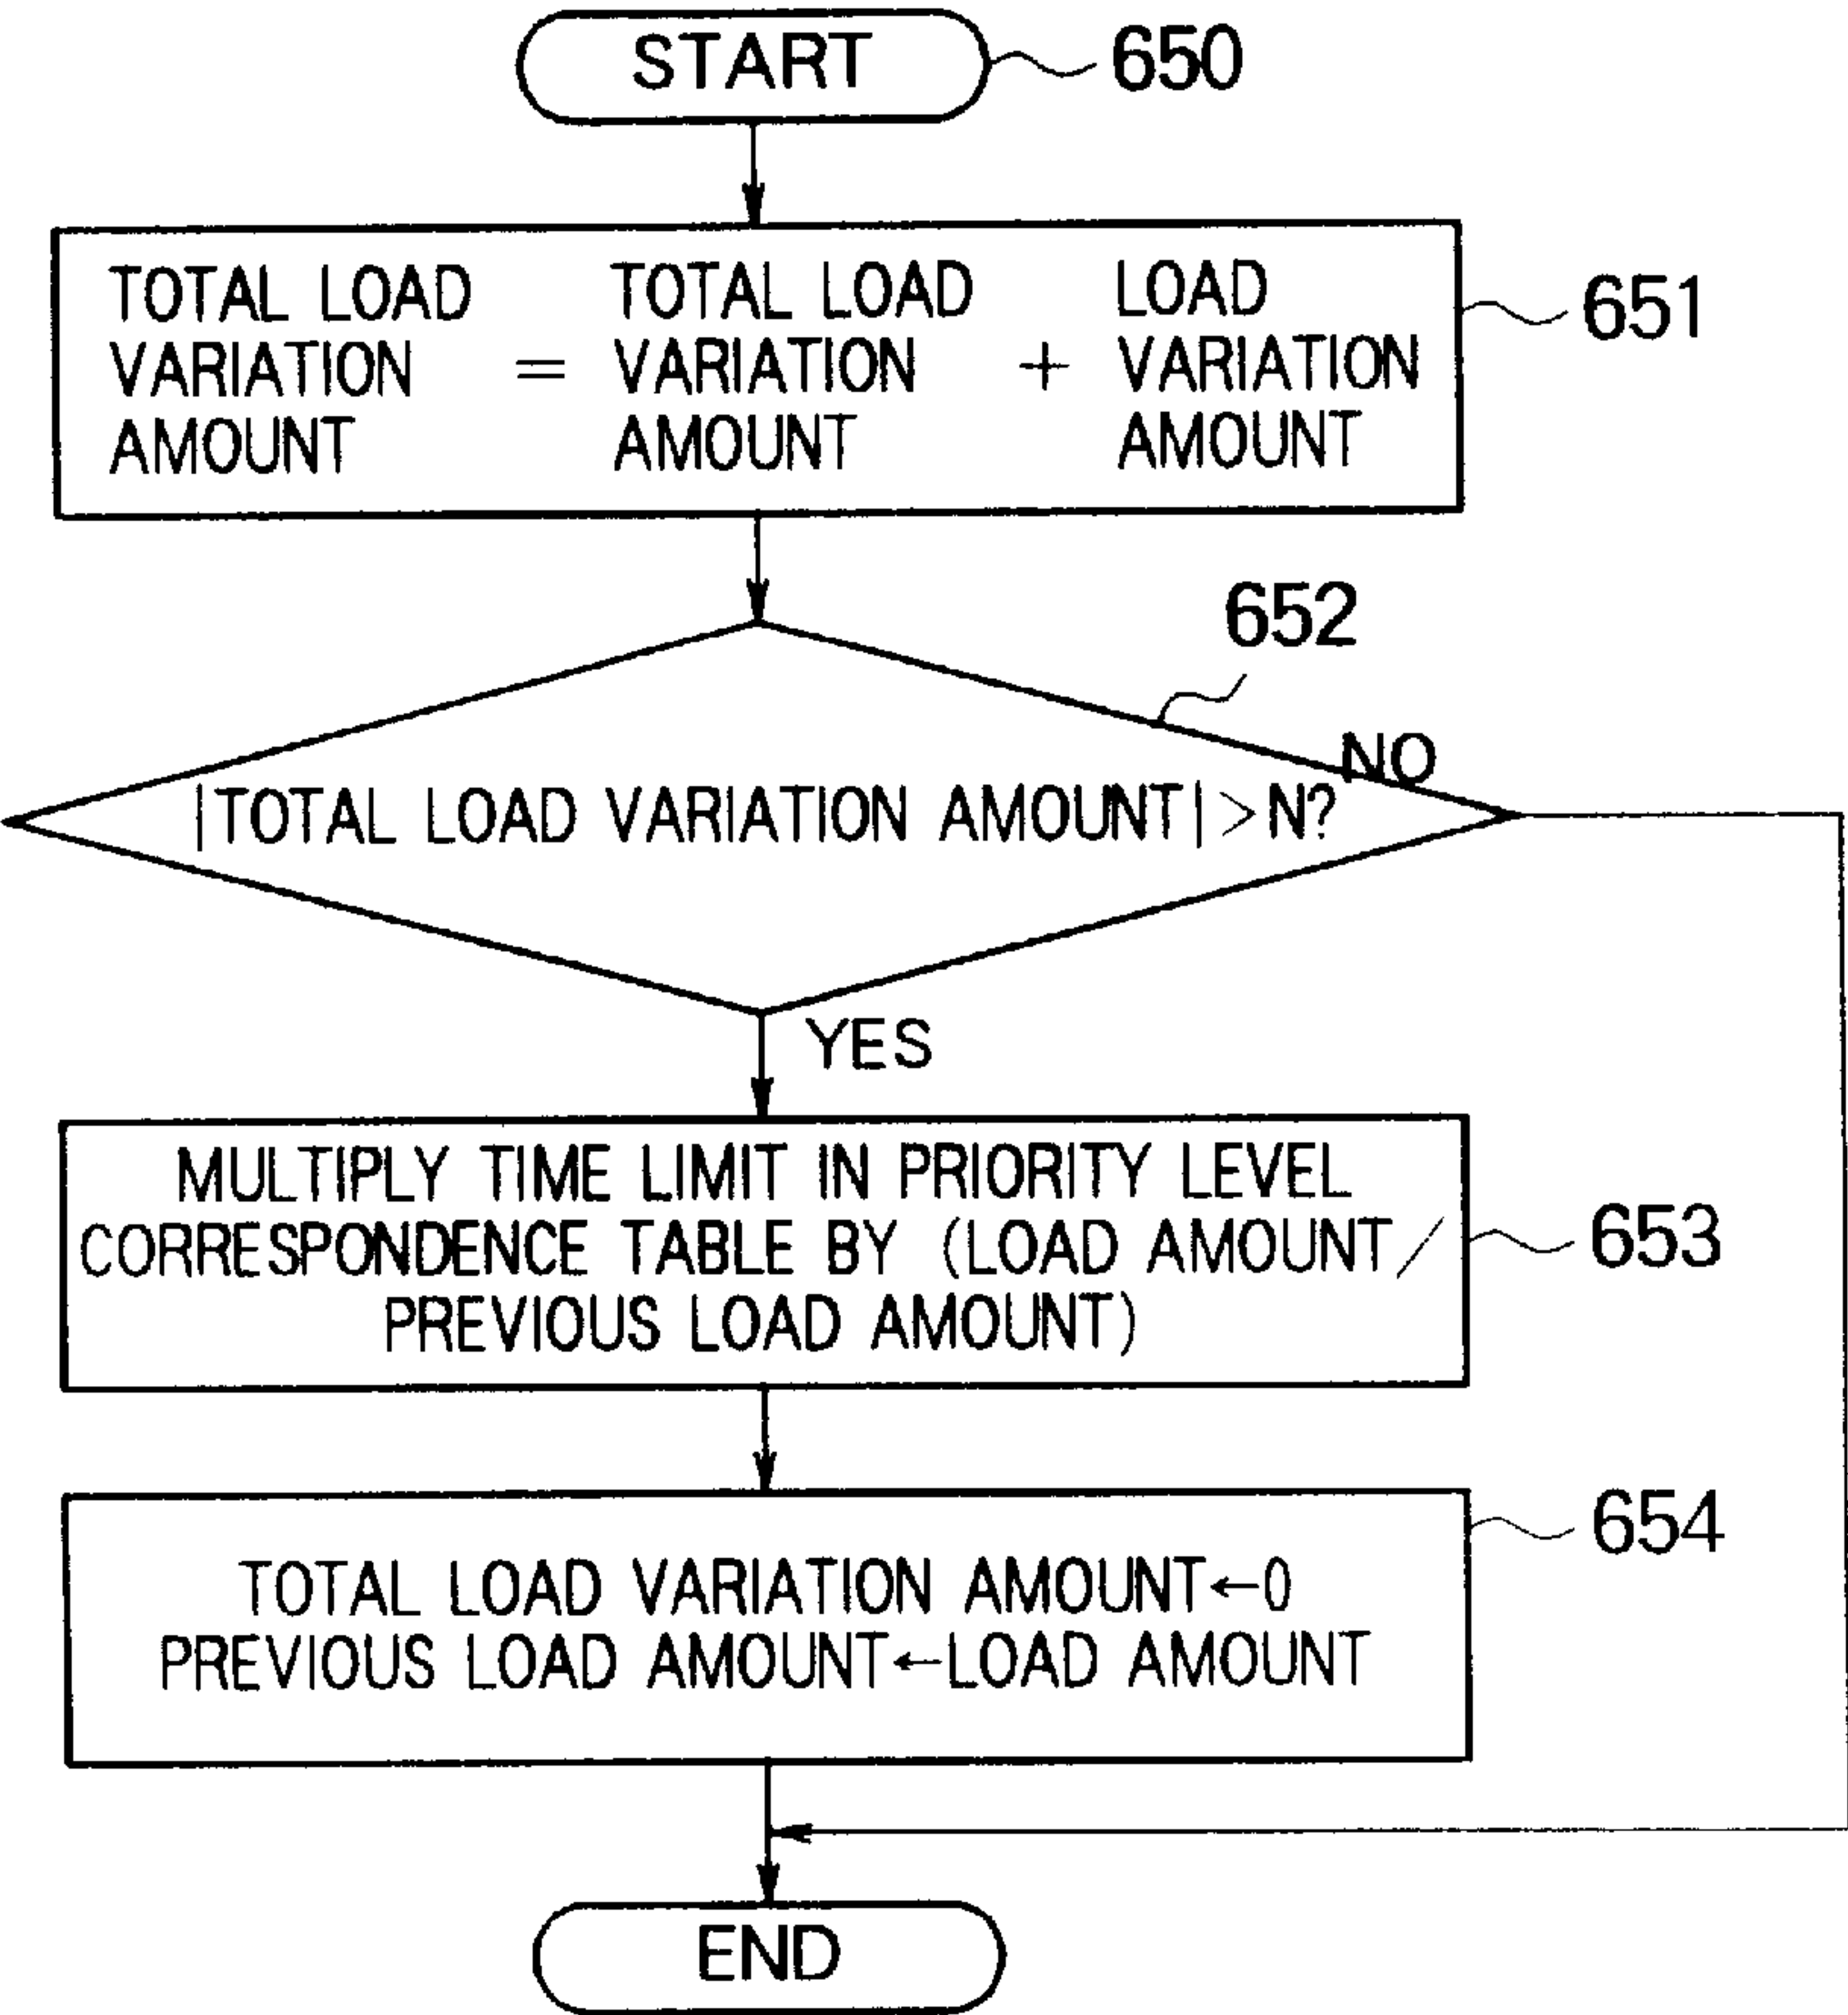 START 650
TOTAL LOAD TOTAL LOAD LOAD
VARIATION = VARIATION + VARIATION
AMOUNT AMOUNT AMOUNT
651
652
NO
|TOTAL LOAD VARIATION AMOUNT|>N?
YES
MULTIPLY TIME LIMIT IN PRIORITY LEVEL
CORRESPONDENCE TABLE BY (LOAD AMOUNT/
PREVIOUS LOAD AMOUNT)
653
654
TOTAL LOAD VARIATION AMOUNT←0
PREVIOUS LOAD AMOUNT←LOAD AMOUNT
END